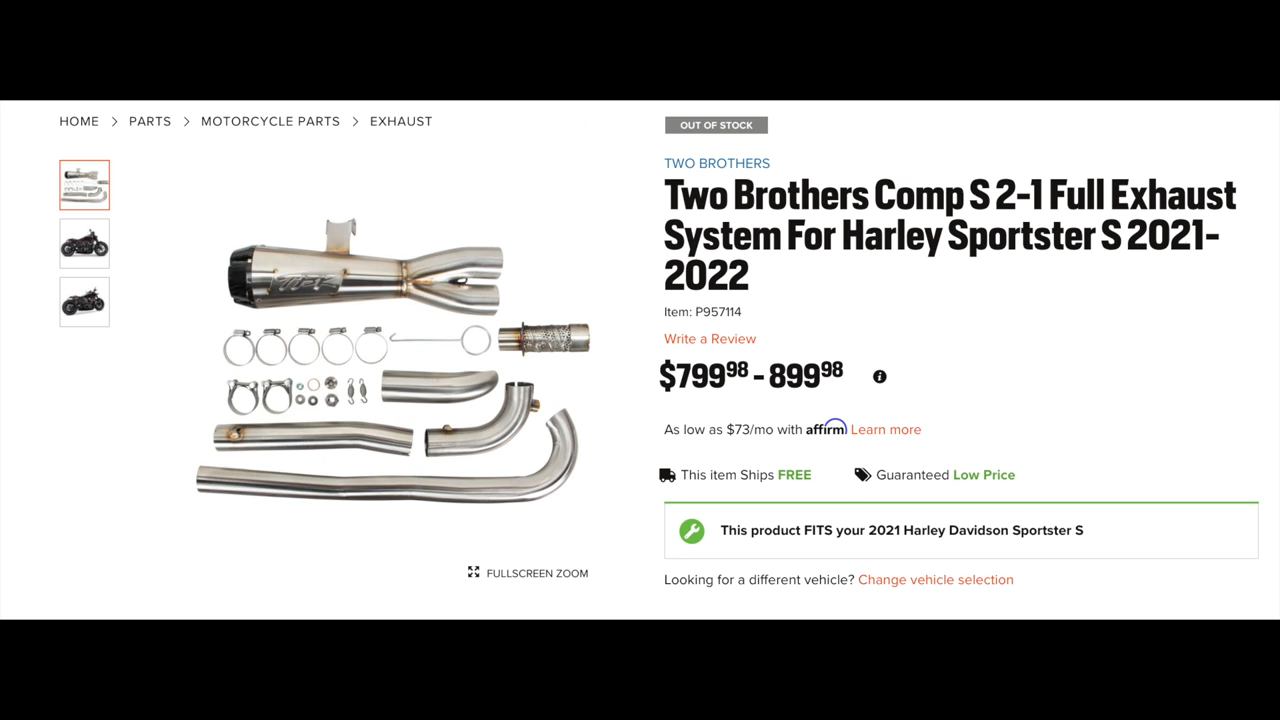 HOME > PARTS > MOTORCYCLE PARTS > EXHAUST
OUT OF STOCK
TWO BROTHERS
Two Brothers Comp S 2-1 Full Exhaust
System For Harley Sportster S 2021-
2022
Item: P957114
Write a Review
$79998 - 89998
As low as $73/mo with affirm Learn more
This item Ships FREE
Guaranteed Low Price
This product FITS your 2021 Harley Davidson Sportster S
Looking for a different vehicle? Change vehicle selection
TBR
FULLSCREEN ZOOM